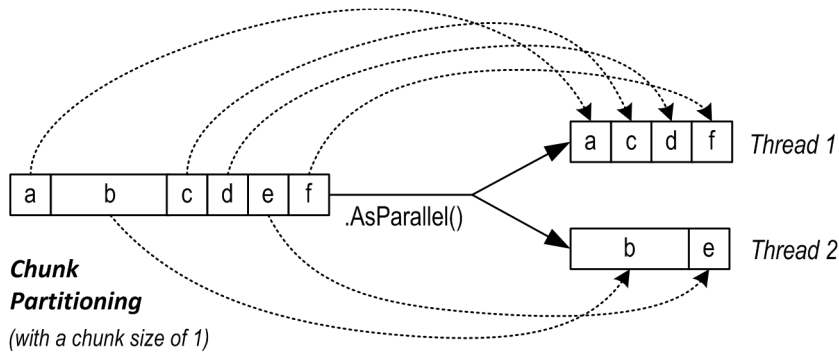 a c d f Thread 1
a b c d e f
.AsParallel()
b e Thread 2
Chunk
Partitioning
(with a chunk size of 1)